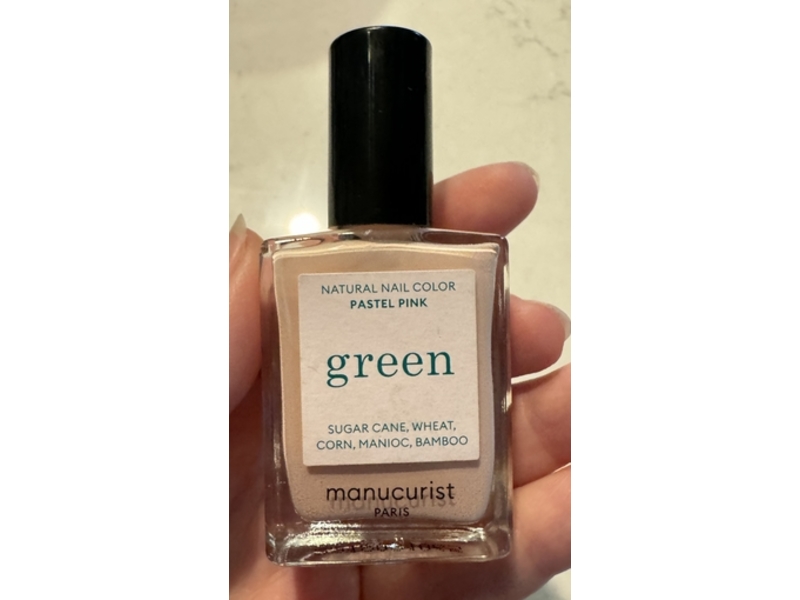 NATURAL NAIL COLOR
PASTEL PINK
green
SUGAR CANE, WHEAT,
CORN, MANIOC, BAMBOO
manucurist
PARIS